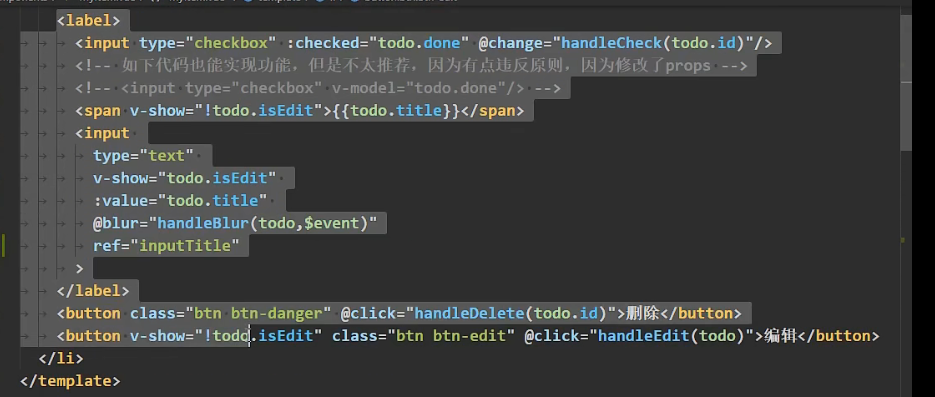 <label>
<input type="checkbox" :checked="todo.done" @change="handleCheck(todo.id)"/>
<!-- 如下代码也能实现功能，但是不太推荐，因为有点违反原则，因为修改了props -->
<!-- <input type="checkbox" v-model="todo.done"/> -->
<span v-show="!todo.isEdit">{{todo.title}}</span>
<input
type="text"
v-show="todo.isEdit"
:value="todo.title"
@blur="handleBlur(todo,$event)"
ref="inputTitle"
>
</label>
<button class="btn btn-danger" @click="handleDelete(todo.id)">删除</button>
<button v-show="!todo.isEdit" class="btn btn-edit" @click="handleEdit(todo)">编辑</button>
</li>
</template>